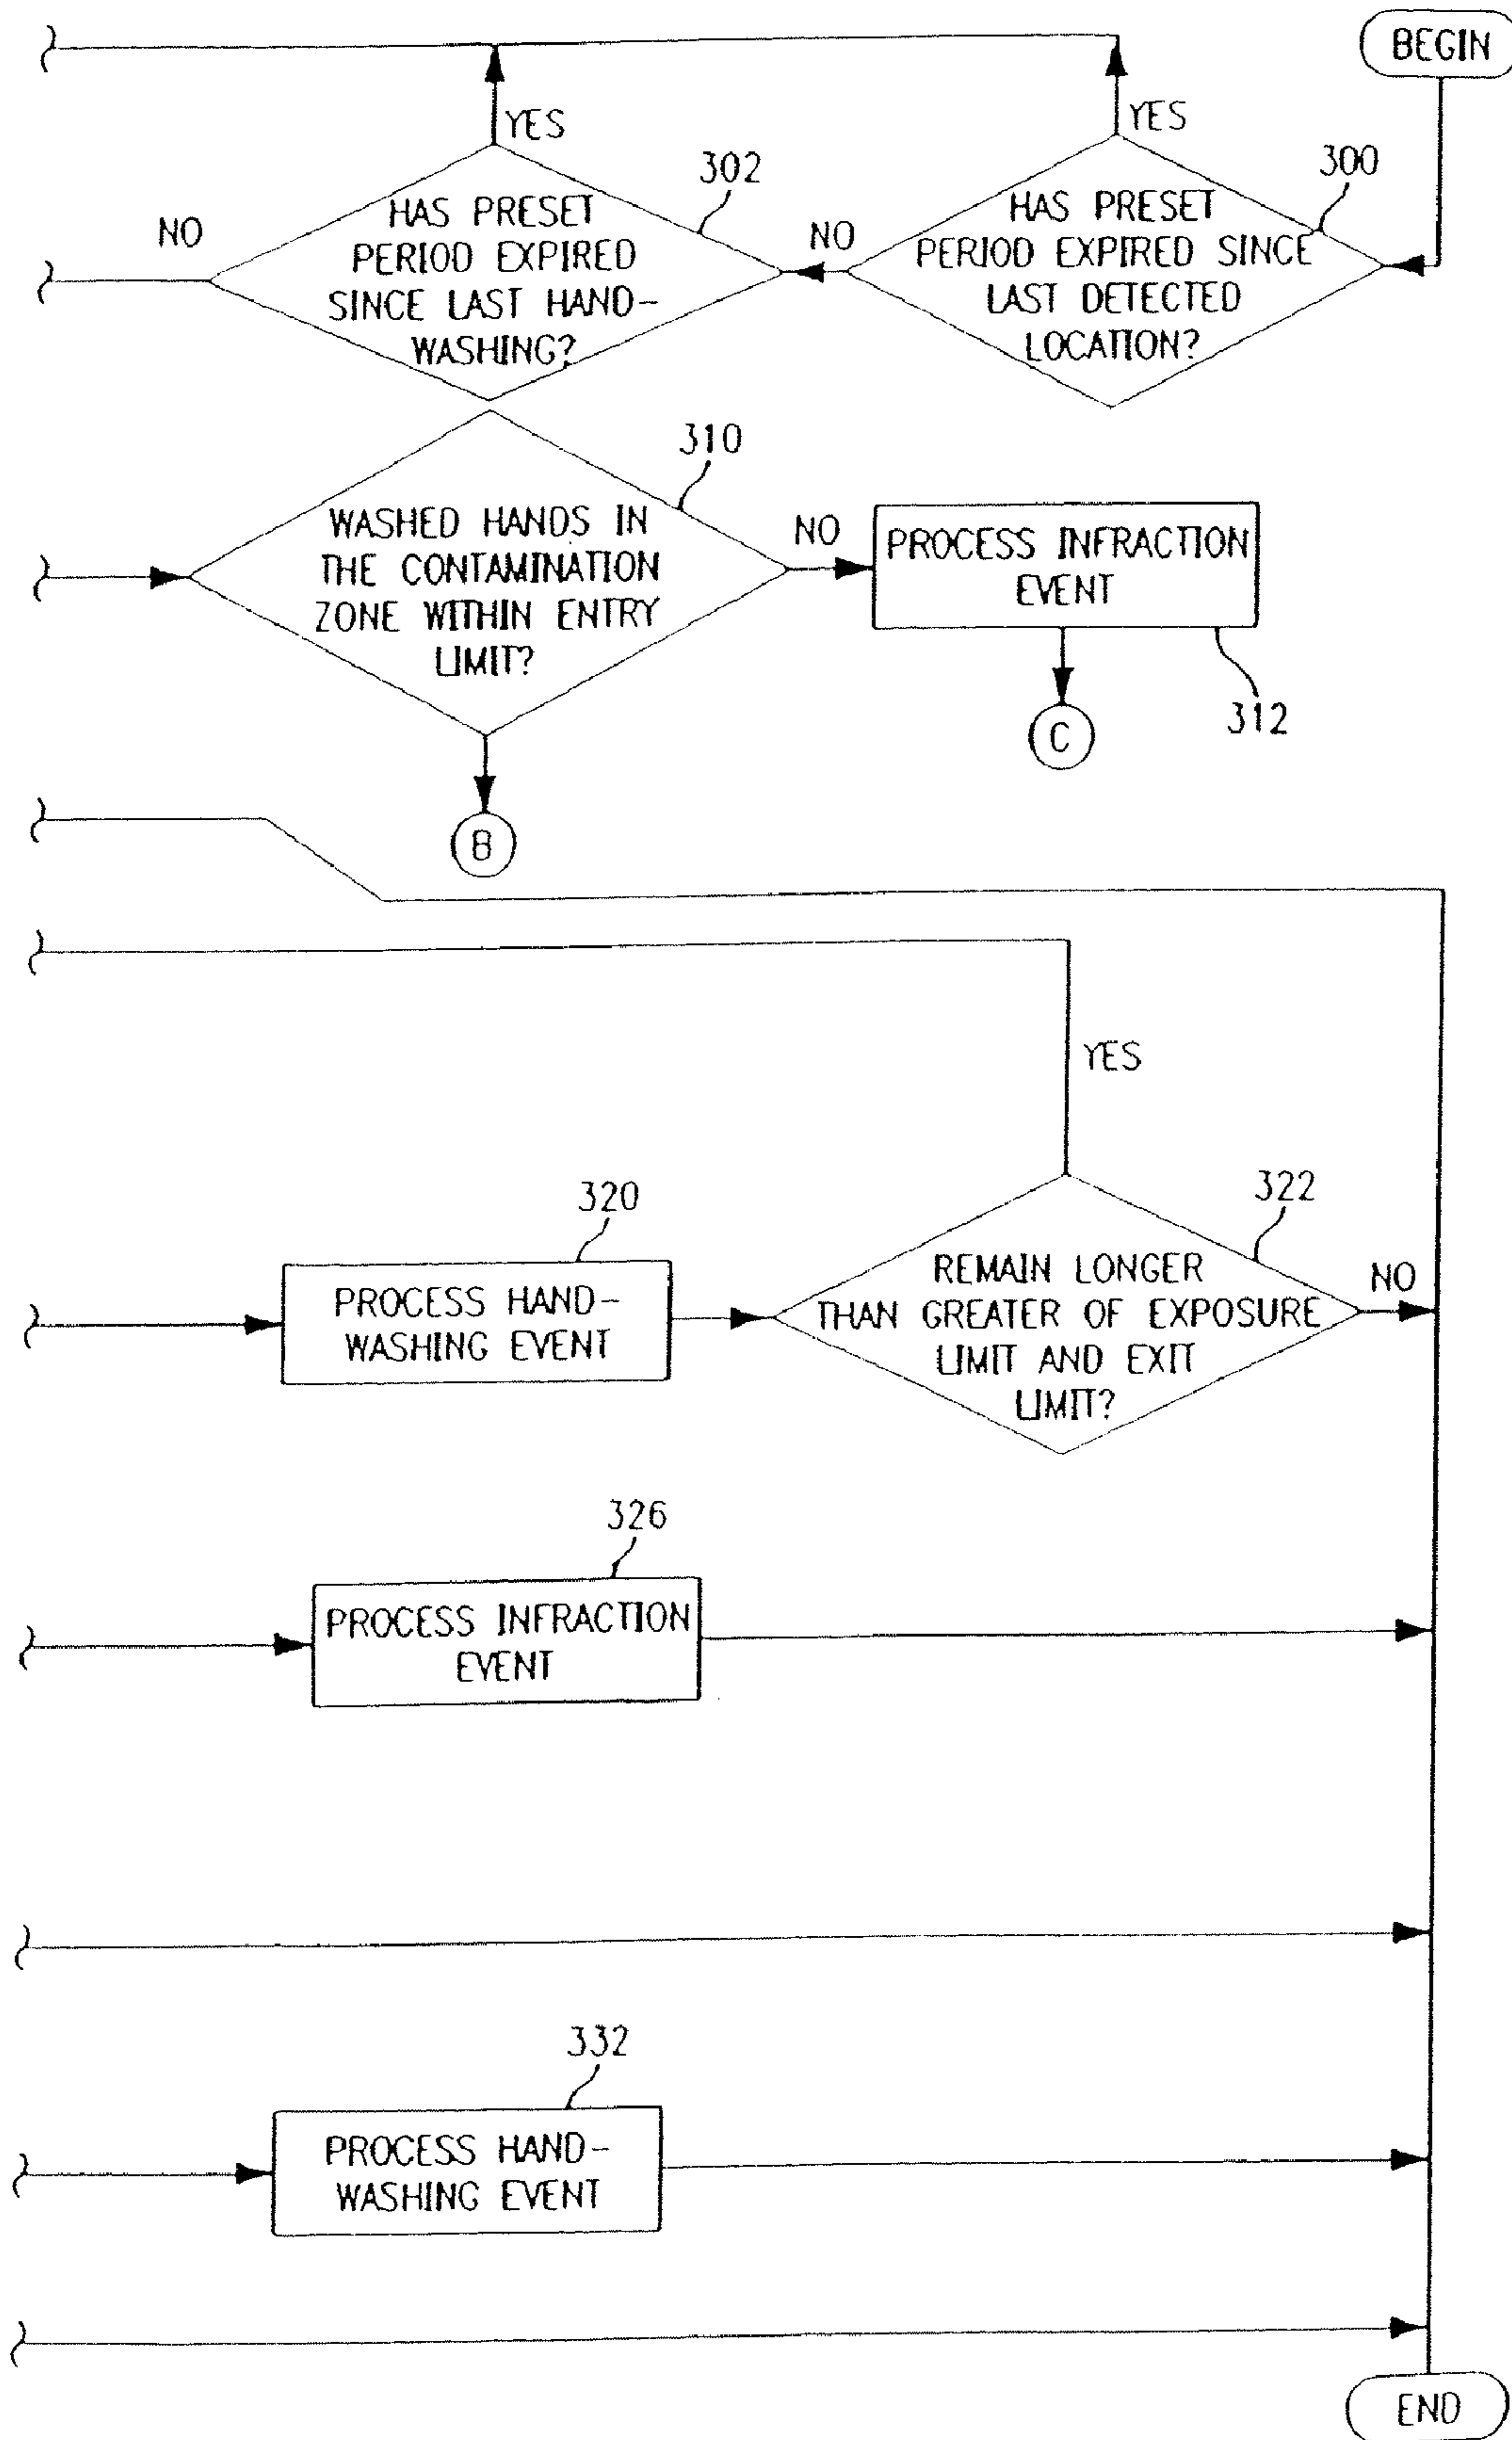 BEGIN
YES
YES
302
300
HAS PRESET
PERIOD EXPIRED
SINCE LAST HAND-
WASHING?
HAS PRESET
PERIOD EXPIRED SINCE
LAST DETECTED
LOCATION?
NO
NO
310
WASHED HANDS IN
THE CONTAMINATION
ZONE WITHIN ENTRY
LIMIT?
NO
PROCESS INFRACTION
EVENT
312
C
B
YES
320
322
PROCESS HAND-
WASHING EVENT
REMAIN LONGER
THAN GREATER OF EXPOSURE
LIMIT AND EXIT
LIMIT?
NO
326
PROCESS INFRACTION
EVENT
332
PROCESS HAND-
WASHING EVENT
END